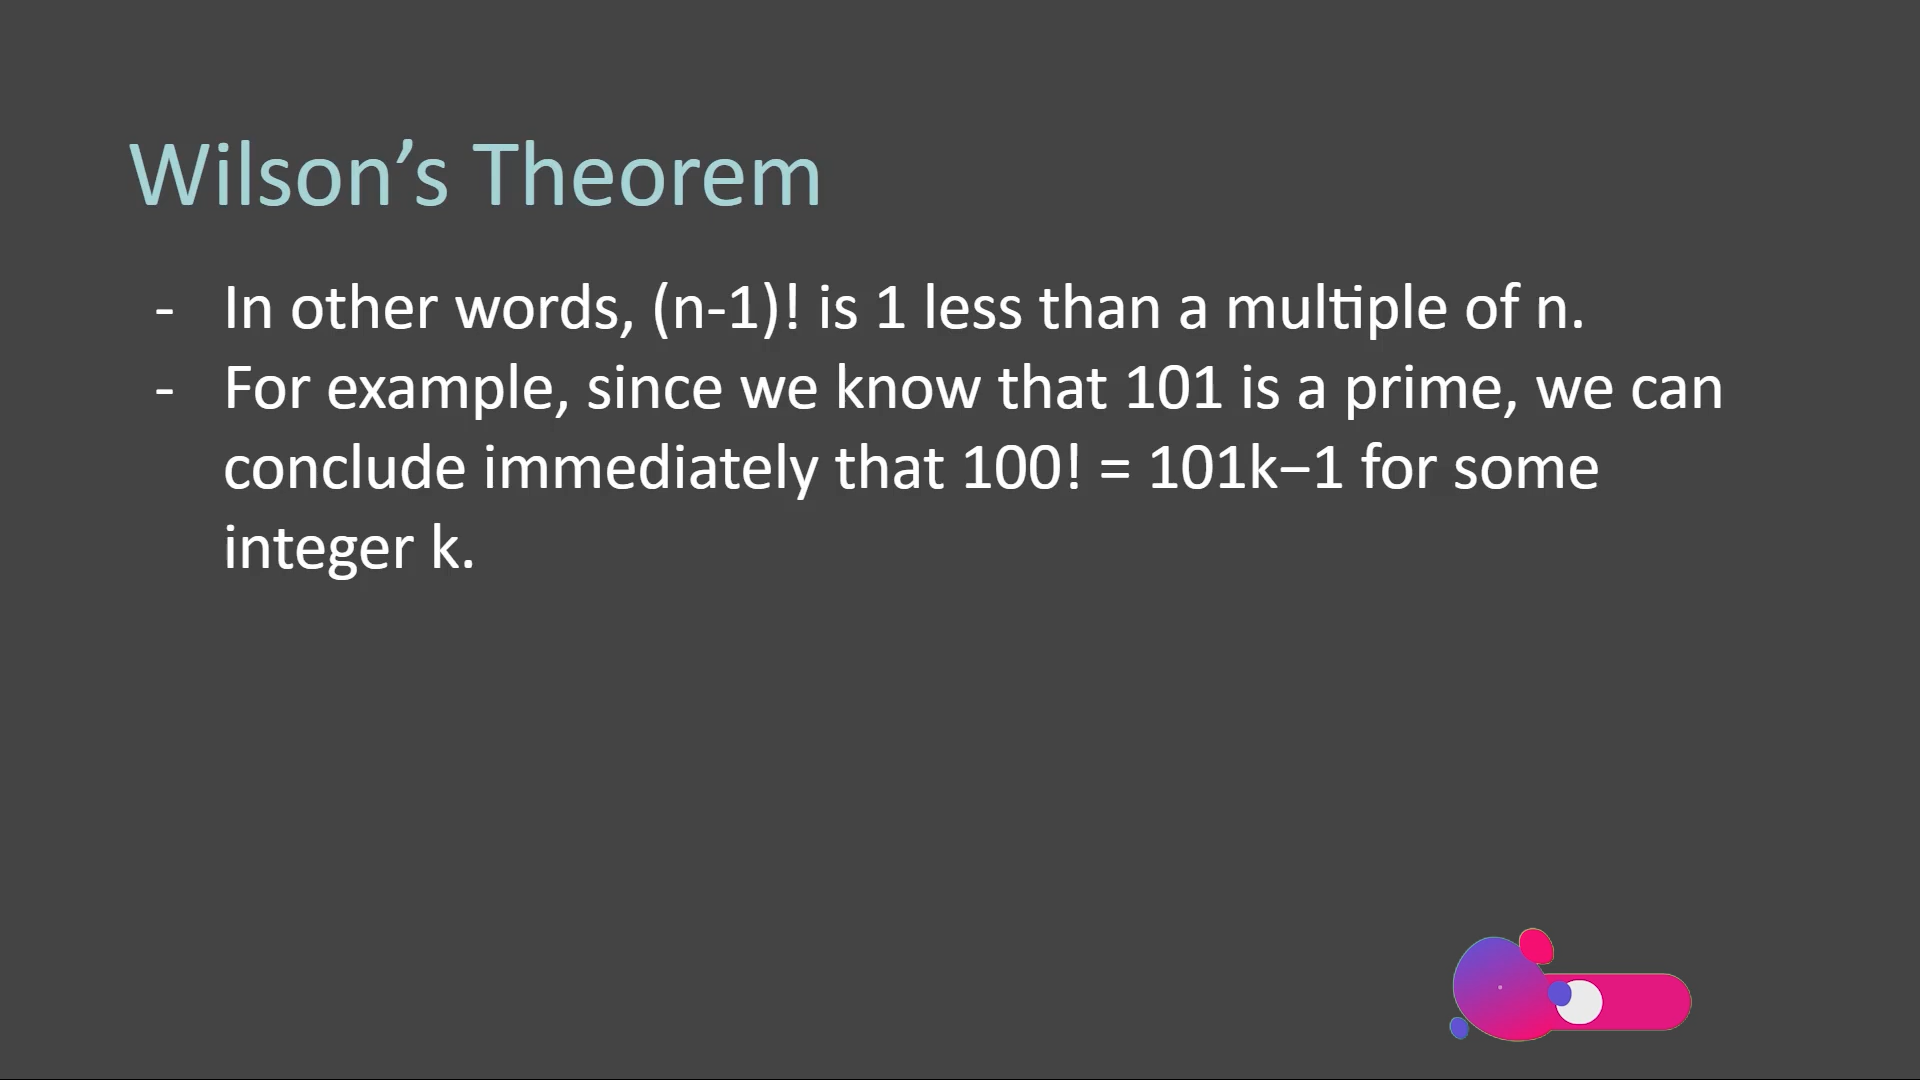 Wilson’s Theorem
- In other words, (n-1)! is 1 less than a multiple of n.
- For example, since we know that 101 is a prime, we can
conclude immediately that 100! = 101k−1 for some
integer k.